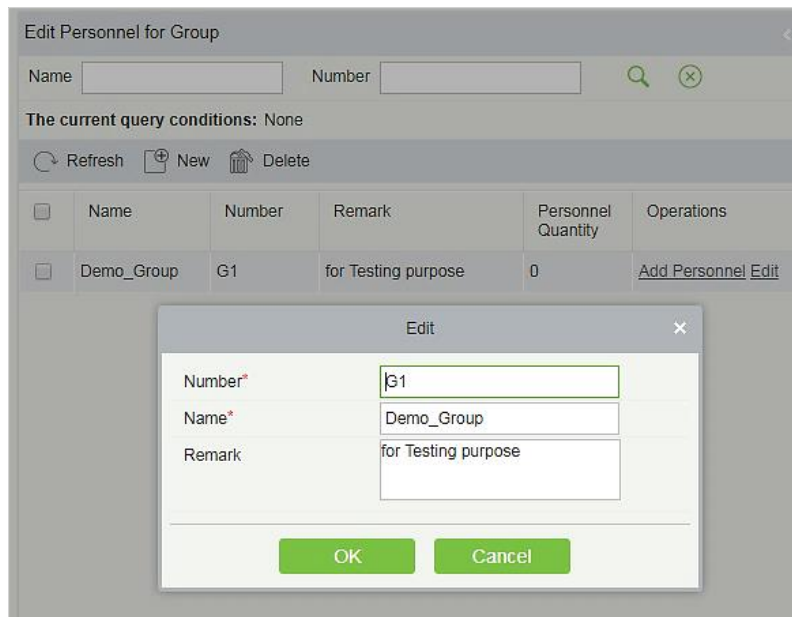 Edit Personnel for Group
Name Number
The current query conditions: None
Refresh New Delete
Name Number Remark Personnel Quantity Operations
Demo_Group G1 for Testing purpose 0 Add Personnel Edit
Edit
Number* G1
Name* Demo_Group
Remark for Testing purpose
OK Cancel